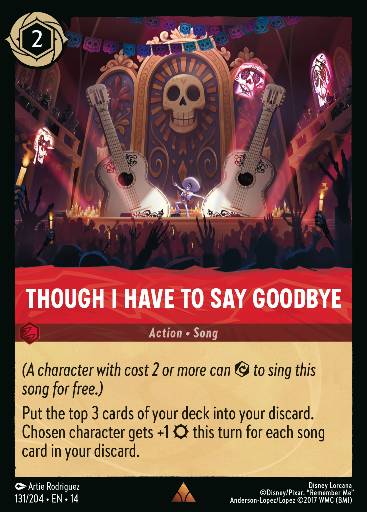 2
THOUGH I HAVE TO SAY GOODBYE
Action • Song
(A character with cost 2 or more can to sing this
song for free.)
Put the top 3 cards of your deck into your discard.
Chosen character gets +1 this turn for each song
card in your discard.
Artie Rodriguez
131/204 • EN • 14
Disney Lorcana
©Disney/Pixar. "Remember Me"
Anderson-Lopez/Lopez ©2017 WMC (BMI)